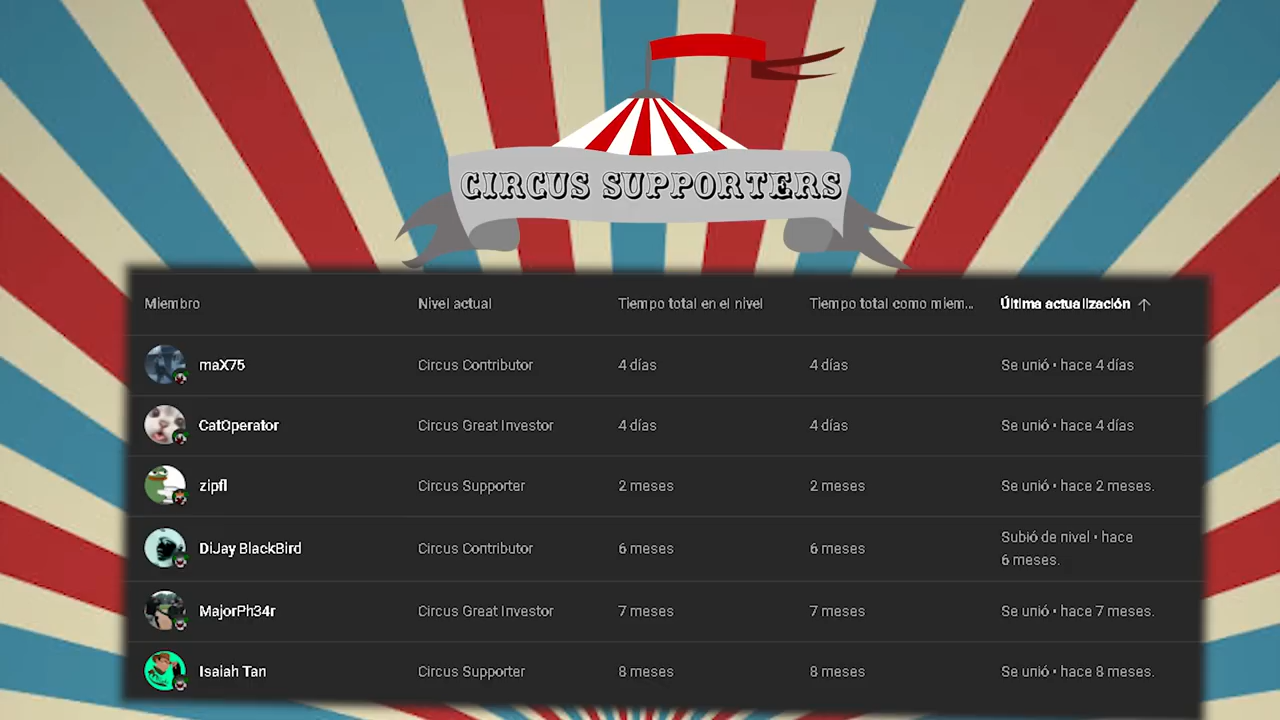 CIRCUS SUPPORTERS
Miembro Nivel actual Tiempo total en el nivel Tiempo total como miem... Última actualización ↑
maX75 Circus Contributor 4 días 4 días Se unió • hace 4 días
CatOperator Circus Great Investor 4 días 4 días Se unió • hace 4 días
zipfl Circus Supporter 2 meses 2 meses Se unió • hace 2 meses.
DiJay BlackBird Circus Contributor 6 meses 6 meses Subió de nivel • hace
6 meses.
MajorPh34r Circus Great Investor 7 meses 7 meses Se unió • hace 7 meses.
Isaiah Tan Circus Supporter 8 meses 8 meses Se unió • hace 8 meses.